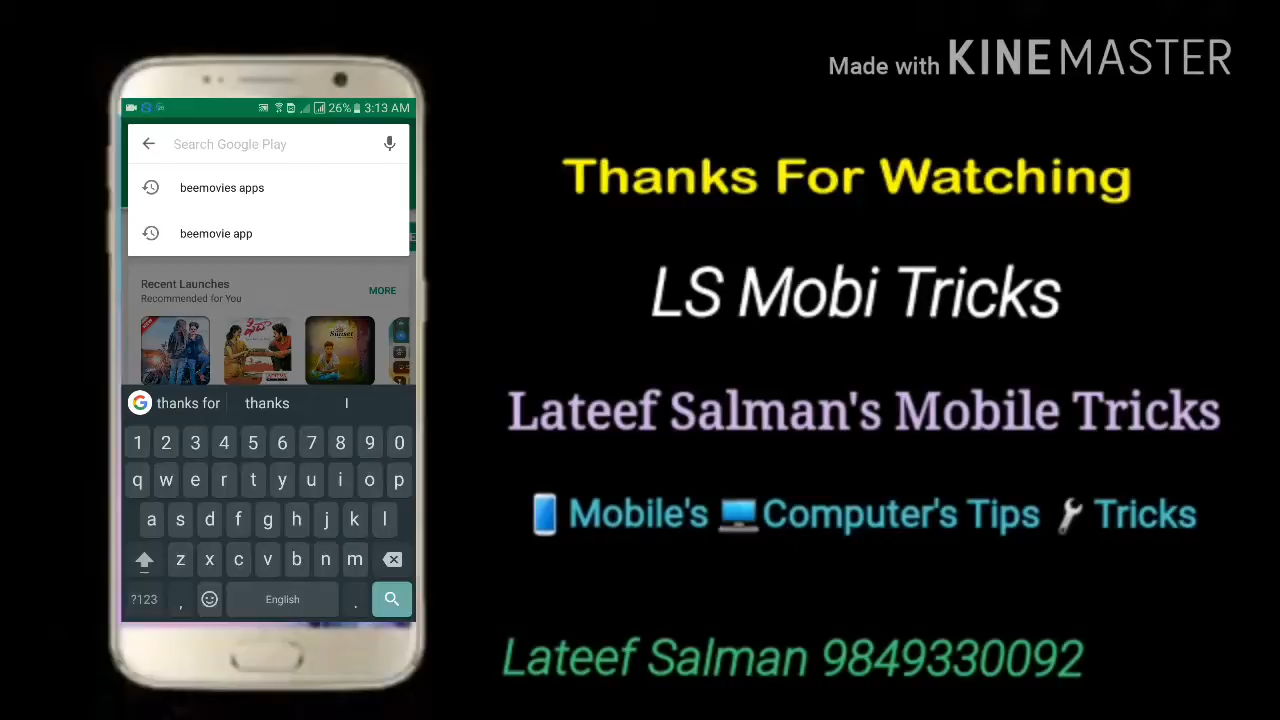 Made with KINEMASTER
26% 3:13 AM
Search Google Play
beemovies apps
beemovie app
Recent Launches
Recommended for You
MORE
thanks for thanks I
1 2 3 4 5 6 7 8 9 0
q w e r t y u i o p
a s d f g h j k l
z x c v b n m
?123 , English .
Thanks For Watching
LS Mobi Tricks
Lateef Salman's Mobile Tricks
Mobile's Computer's Tips Tricks
Lateef Salman 9849330092